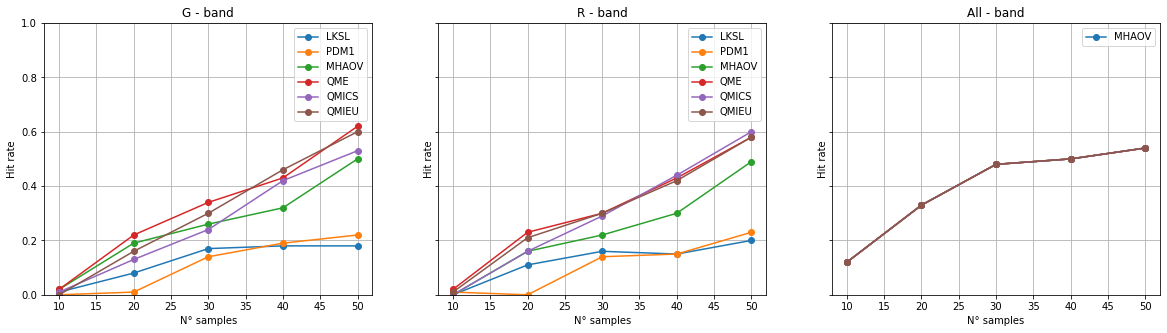 G - band
1.0
0.8
0.6
0.4
0.2
0.0
Hit rate
LKSL
PDM1
MHAOV
QME
QMICS
QMIEU
10 15 20 25 30 35 40 45 50
N° samples
R - band
Hit rate
LKSL
PDM1
MHAOV
QME
QMICS
QMIEU
10 15 20 25 30 35 40 45 50
N° samples
All - band
Hit rate
MHAOV
10 15 20 25 30 35 40 45 50
N° samples